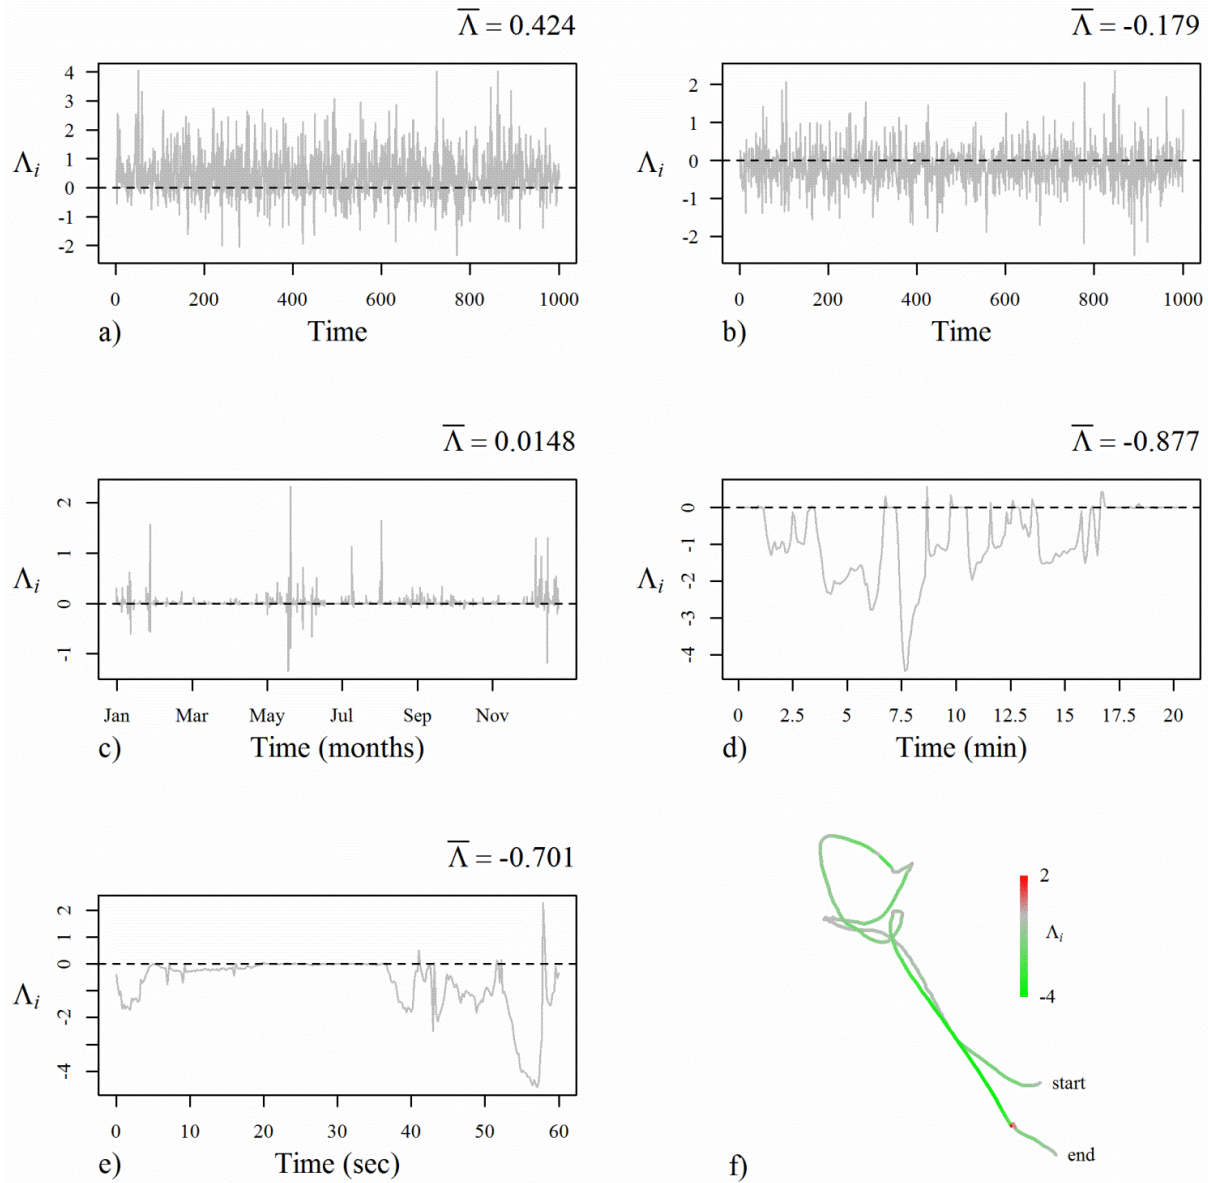 Λ̅ = 0.424
4
3
2
1
0
-1
-2
Λi
0 200 400 600 800 1000
a) Time
Λ̅ = -0.179
2
1
0
-1
-2
Λi
0 200 400 600 800 1000
b) Time
Λ̅ = 0.0148
2
1
0
-1
Λi
Jan Mar May Jul Sep Nov
c) Time (months)
Λ̅ = -0.877
0
-1
-2
-3
-4
Λi
0 2.5 5 7.5 10 12.5 15 17.5 20
d) Time (min)
Λ̅ = -0.701
2
1
0
-2
-4
Λi
0 10 20 30 40 50 60
e) Time (sec)
2
Λi
-4
start
end
f)